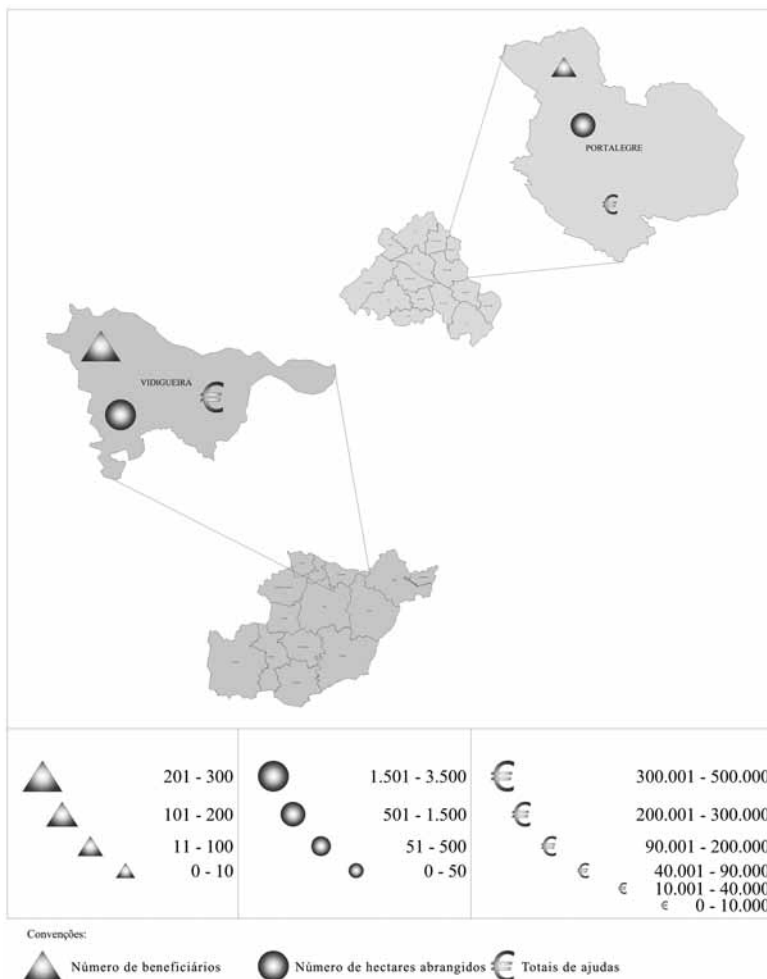 PORTALEGRE
VIDIGUEIRA
201 - 300
101 - 200
11 - 100
0 - 10
1.501 - 3.500
501 - 1.500
51 - 500
0 - 50
300.001 - 500.000
200.001 - 300.000
90.001 - 200.000
40.001 - 90.000
10.001 - 40.000
0 - 10.000
Convenções:
Número de beneficiários
Número de hectares abrangidos
Totais de ajudas